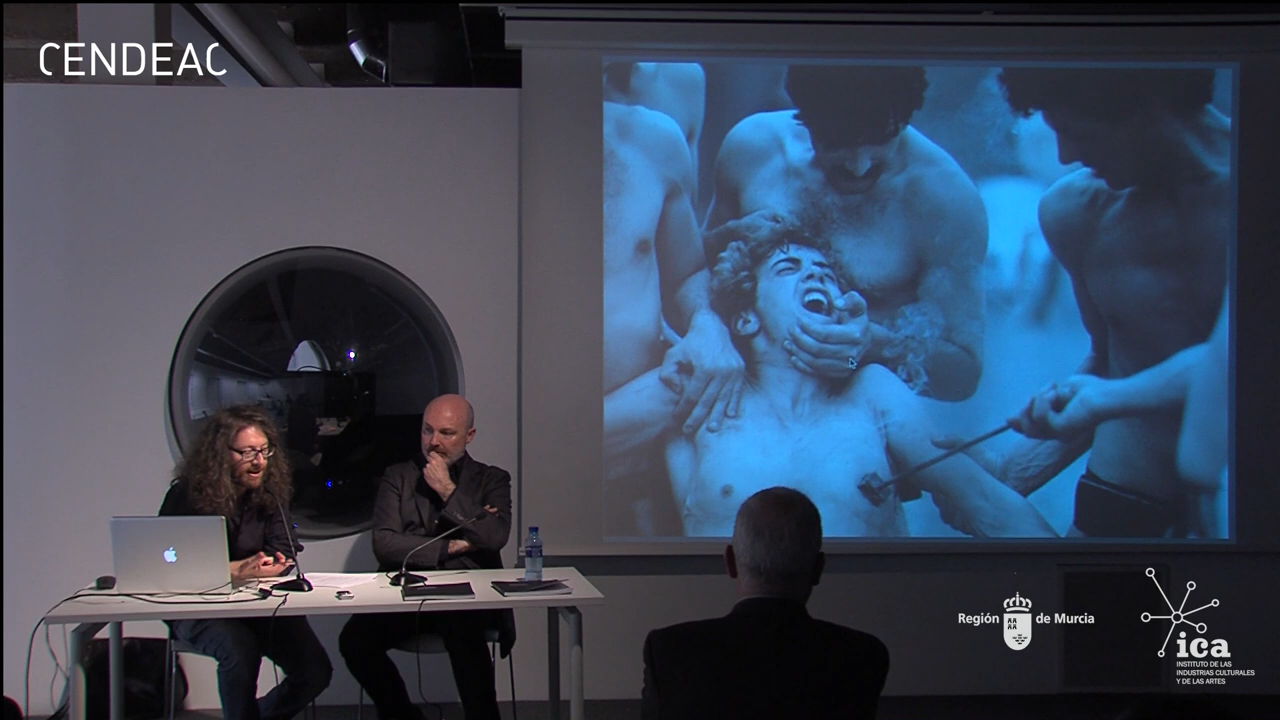 CENDEAC
Región de Murcia
ica
INSTITUTO DE LAS
INDUSTRIAS CULTURALES
Y DE LAS ARTES